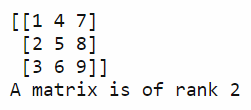 [[1 4 7]
 [2 5 8]
 [3 6 9]]
A matrix is of rank 2